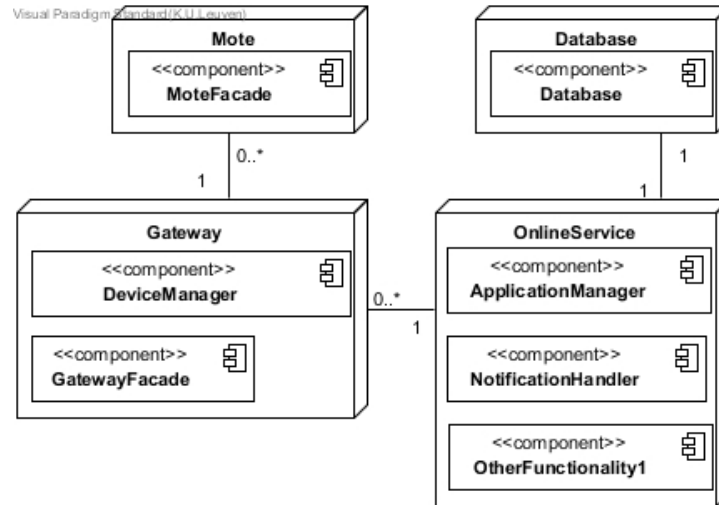 Visual Paradigm Standard(K.U.Leuven)
Mote
<<component>>
MoteFacade
Database
<<component>>
Database
0..*
1
1
1
Gateway
<<component>>
DeviceManager
<<component>>
GatewayFacade
0..*
1
OnlineService
<<component>>
ApplicationManager
<<component>>
NotificationHandler
<<component>>
OtherFunctionality1